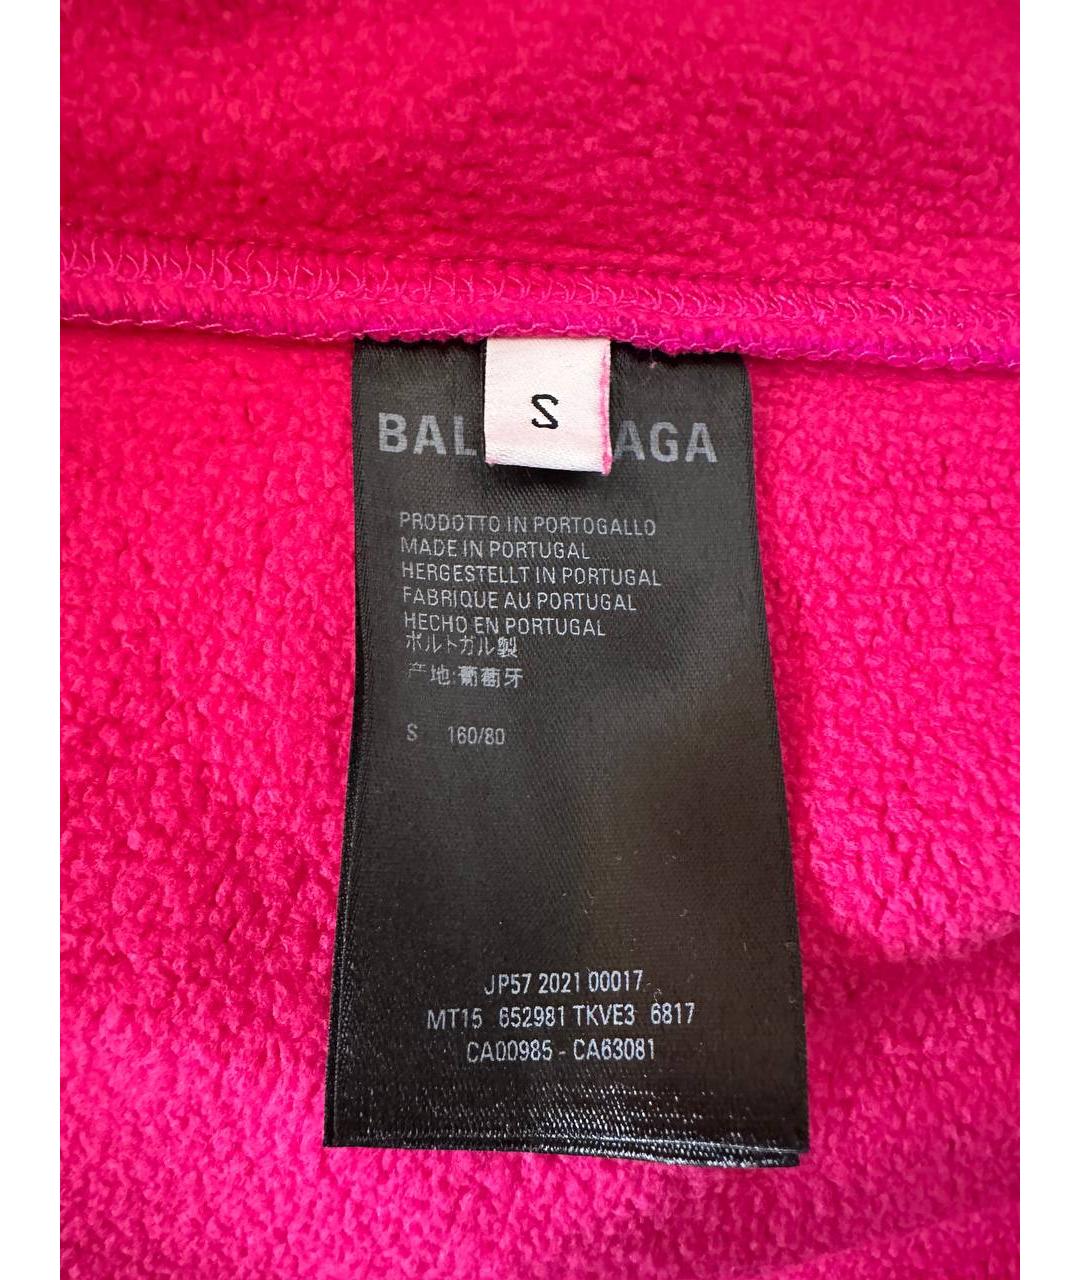 S
BAL AGA
PRODOTTO IN PORTOGALLO
MADE IN PORTUGAL
HERGESTELLT IN PORTUGAL
FABRIQUE AU PORTUGAL
HECHO EN PORTUGAL
ポルトガル製
产地:葡萄牙
S 160/80
JP57 2021 00017
MT15 652981 TKVE3 6817
CA00985 - CA63081